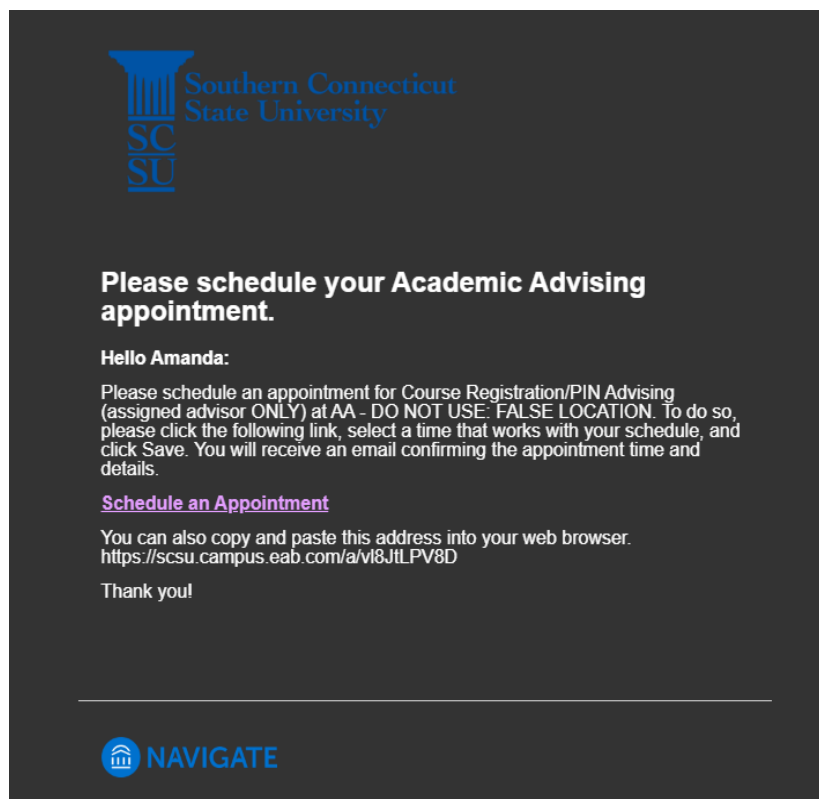 Southern Connecticut
State University
SC
SU
Please schedule your Academic Advising
appointment.
Hello Amanda:
Please schedule an appointment for Course Registration/PIN Advising
(assigned advisor ONLY) at AA - DO NOT USE: FALSE LOCATION. To do so,
please click the following link, select a time that works with your schedule, and
click Save. You will receive an email confirming the appointment time and
details.
Schedule an Appointment
You can also copy and paste this address into your web browser.
https://scsu.campus.eab.com/a/vl8JtLPV8D
Thank you!
NAVIGATE